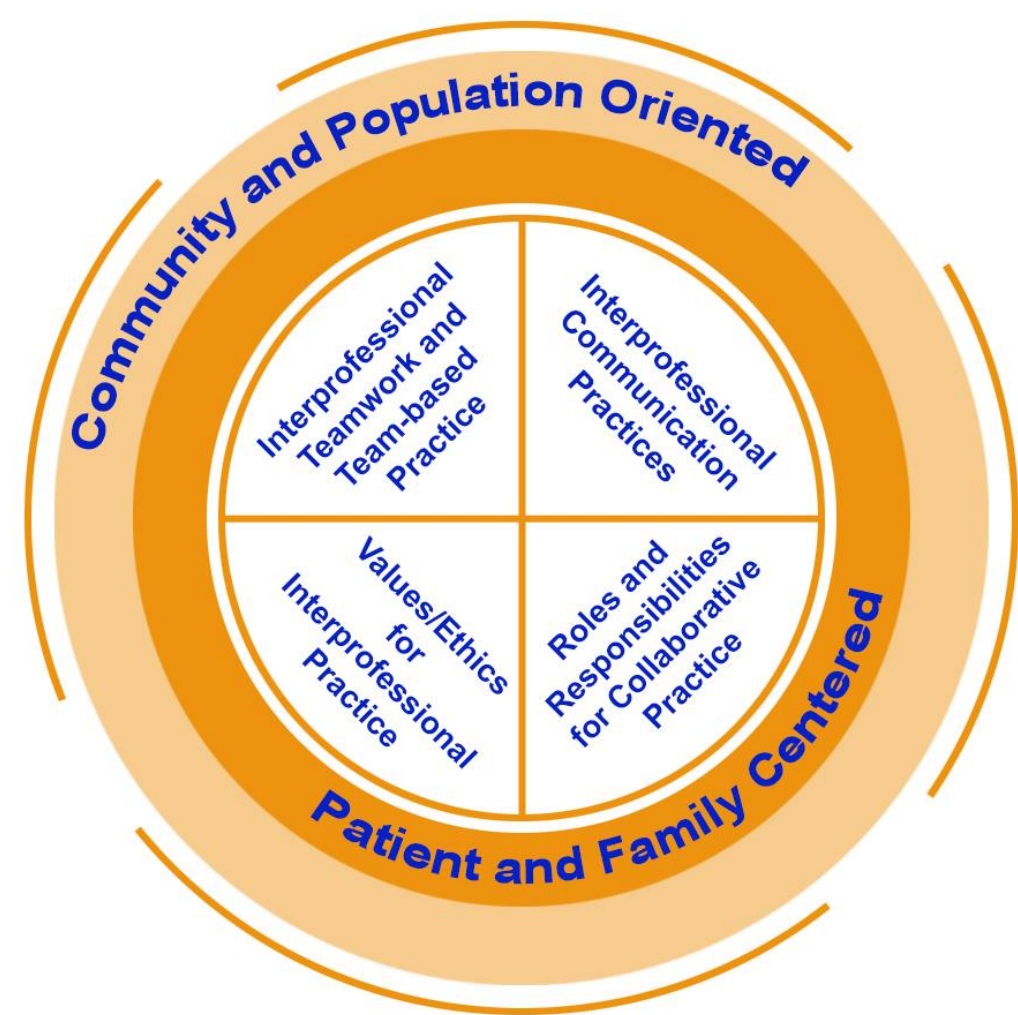 Community and Population Oriented
Interprofessional
Teamwork and
Team-based
Practice
Interprofessional
Communication
Practices
Values/Ethics
for
Interprofessional
Practice
Roles and
Responsibilities
for Collaborative
Practice
Patient and Family Centered